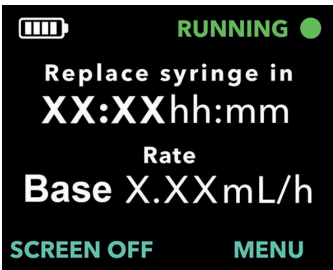 RUNNING
Replace syringe in
XX:XXhh:mm
Rate
Base X.XXmL/h
SCREEN OFF MENU